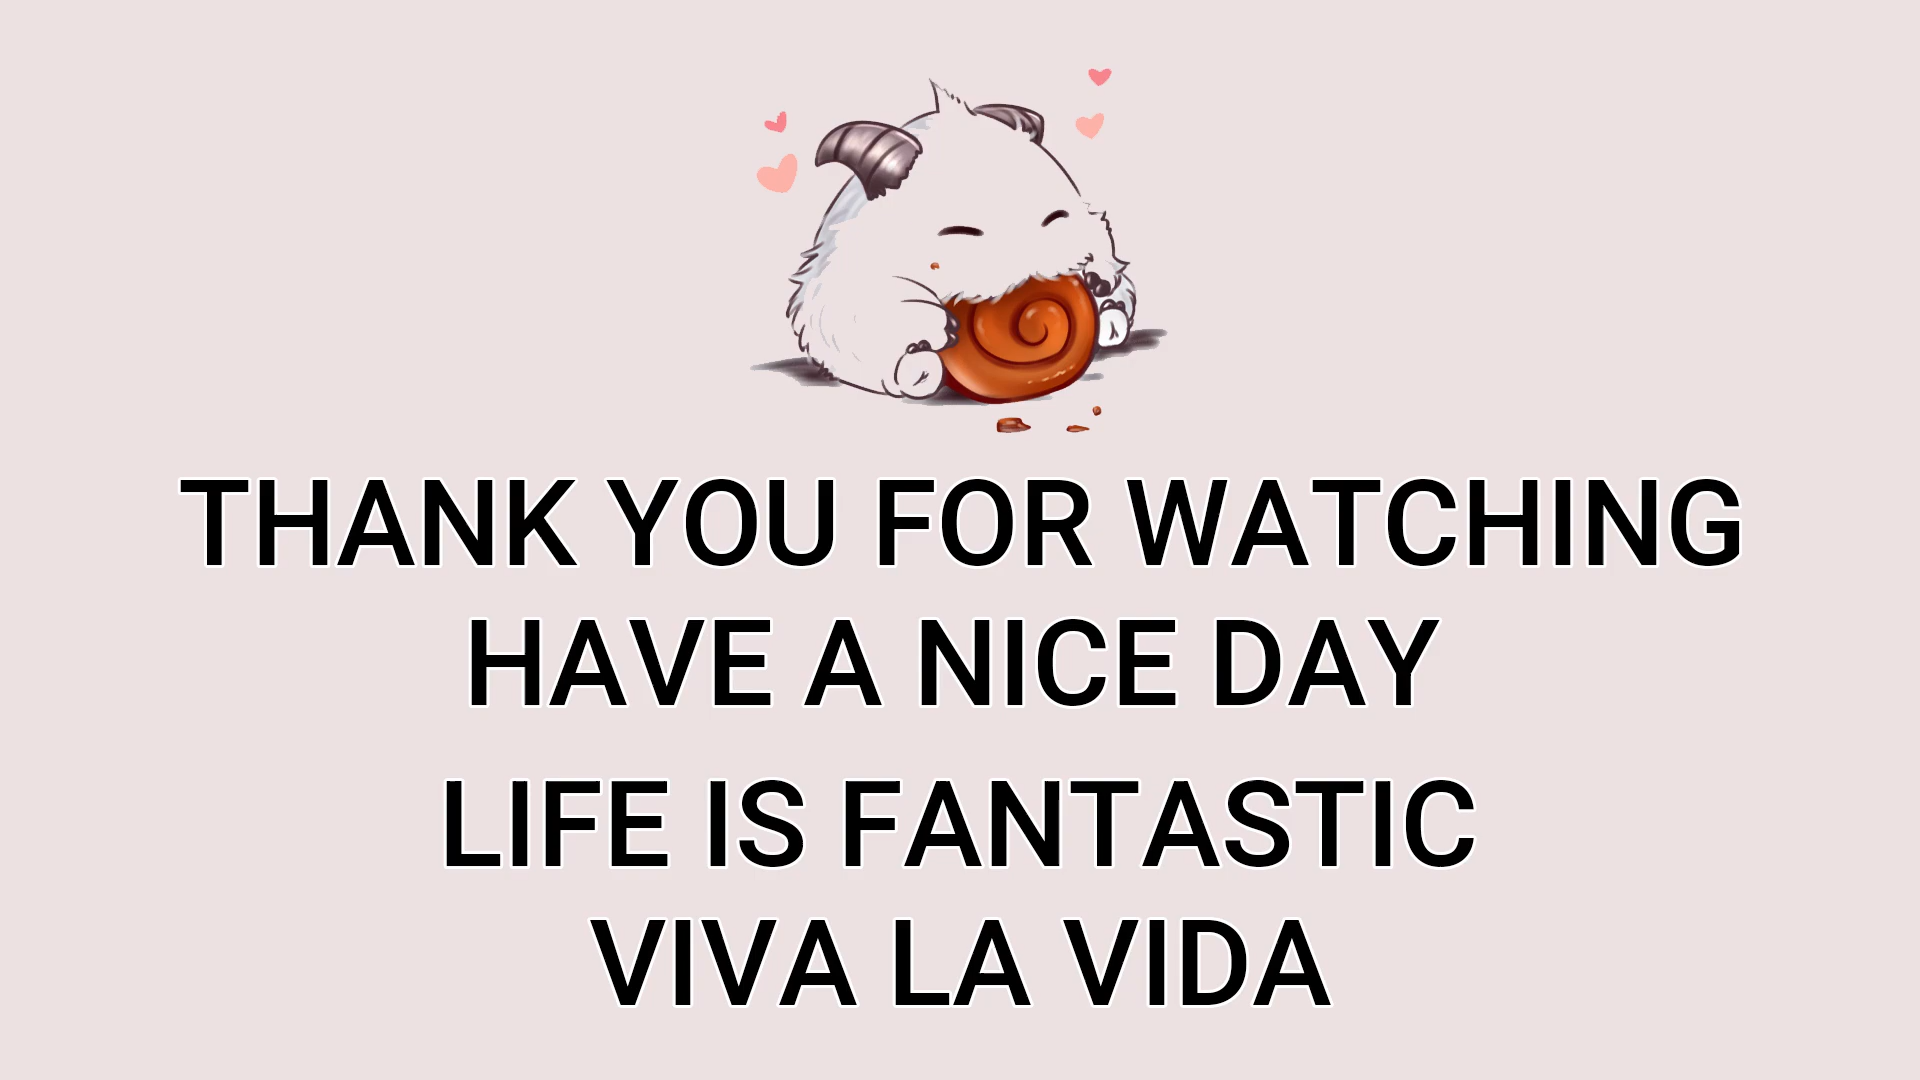 THANK YOU FOR WATCHING
HAVE A NICE DAY
LIFE IS FANTASTIC
VIVA LA VIDA